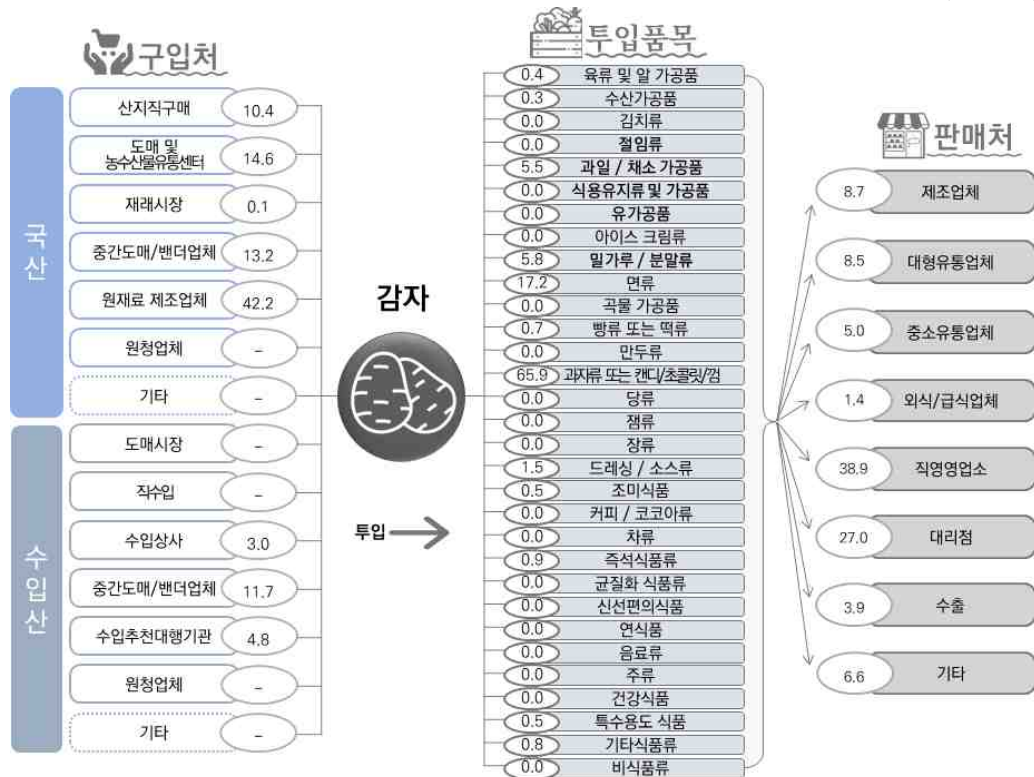 구입처
국산
산지직구매 10.4
도매 및
농수산물유통센터 14.6
재래시장 0.1
중간도매/밴더업체 13.2
원재료 제조업체 42.2
원청업체 -
기타 -
수입산
도매시장 -
직수입 -
수입상사 3.0
중간도매/밴더업체 11.7
수입추천대행기관 4.8
원청업체 -
기타 -
감자
투입
투입품목
0.4 육류 및 알 가공품
0.3 수산가공품
0.0 김치류
0.0 절임류
5.5 과일 / 채소 가공품
0.0 식용유지류 및 가공품
0.0 유가공품
0.0 아이스 크림류
5.8 밀가루 / 분말류
17.2 면류
0.0 곡물 가공품
0.7 빵류 또는 떡류
0.0 만두류
65.9 과자류 또는 캔디/초콜릿/껌
0.0 당류
0.0 잼류
0.0 장류
1.5 드레싱 / 소스류
0.5 조미식품
0.0 커피 / 코코아류
0.0 차류
0.9 즉석식품류
0.0 균질화 식품류
0.0 신선편의식품
0.0 연식품
0.0 음료류
0.0 주류
0.0 건강식품
0.5 특수용도 식품
0.8 기타식품류
0.0 비식품류
판매처
8.7 제조업체
8.5 대형유통업체
5.0 중소유통업체
1.4 외식/급식업체
38.9 직영영업소
27.0 대리점
3.9 수출
6.6 기타